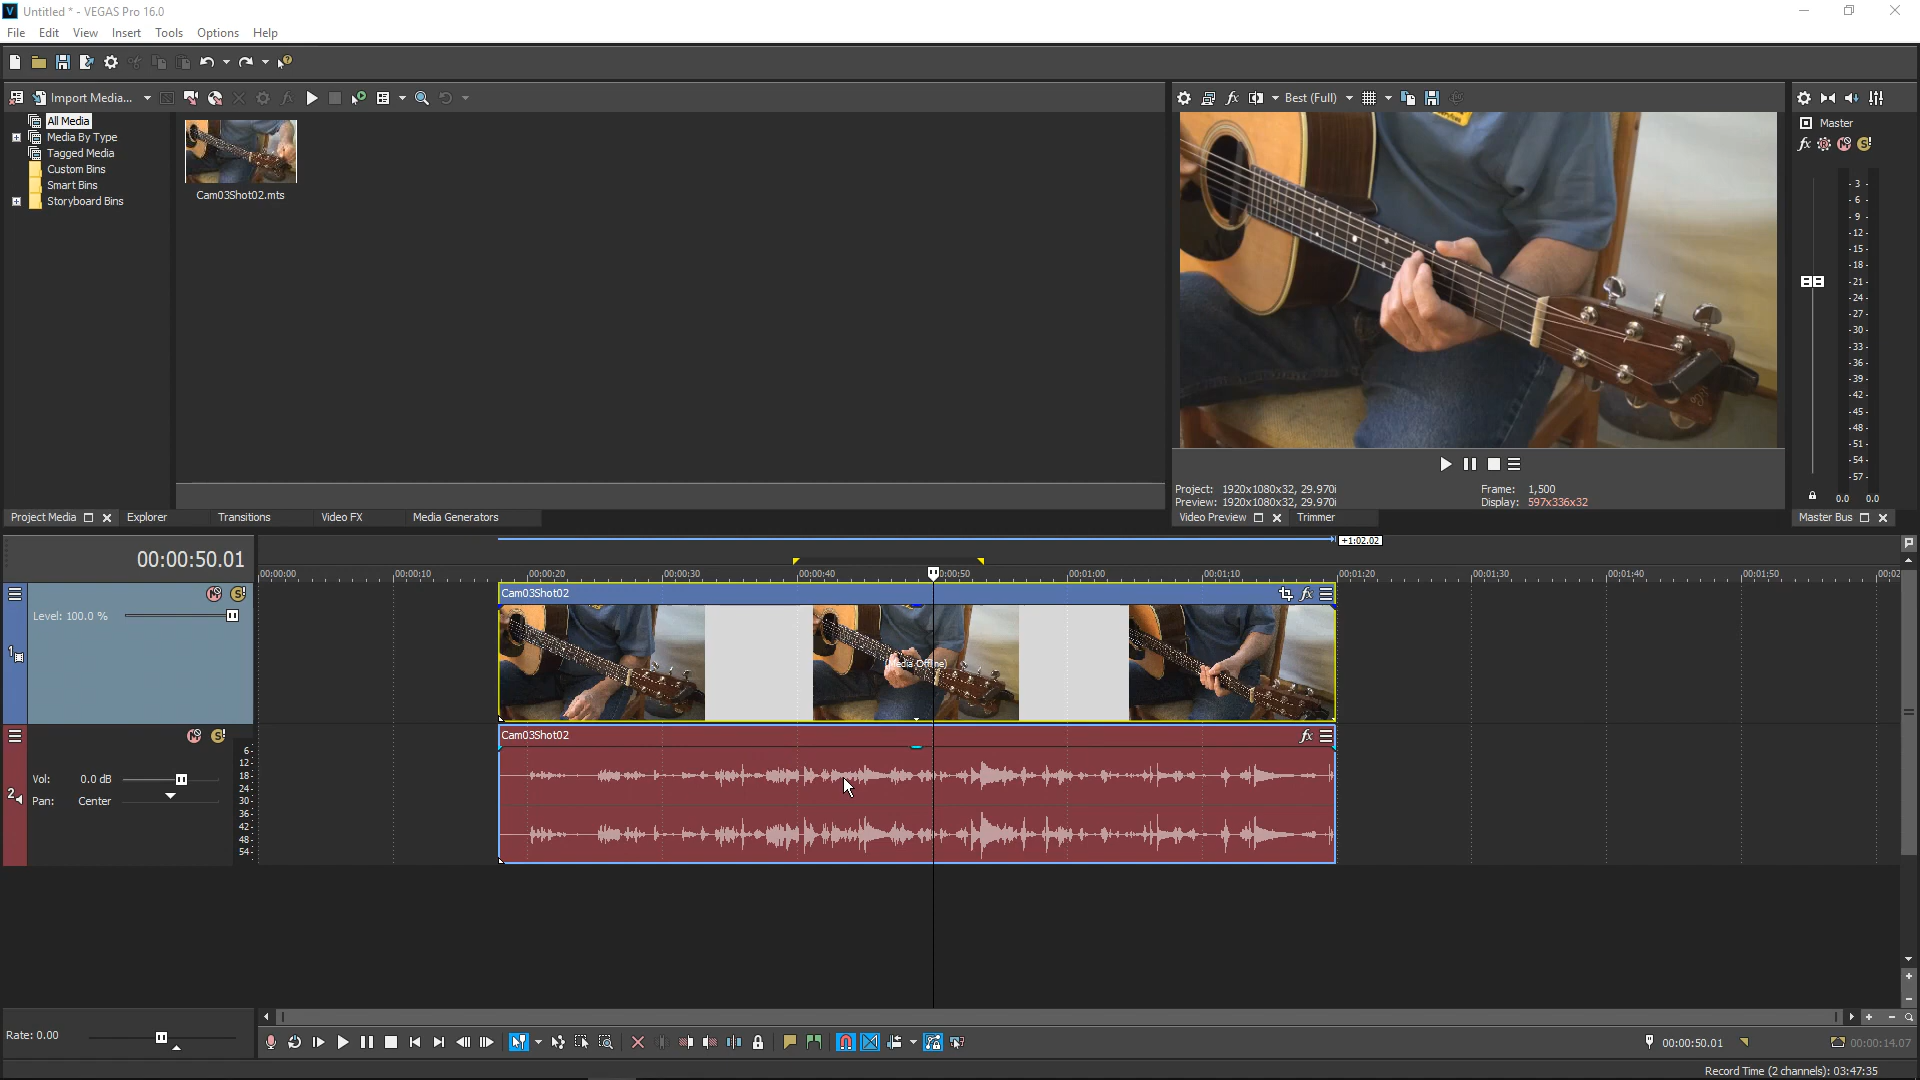 Untitled * - VEGAS Pro 16.0
File Edit View Insert Tools Options Help
Import Media...
Best (Full)
All Media
Media By Type
Tagged Media
Custom Bins
Smart Bins
Storyboard Bins
Cam03Shot02.mts
Master
-3-
-6-
-9-
-12-
-15-
-18-
-21-
-24-
-27-
-30-
-33-
-36-
-39-
-42-
-45-
-48-
-51-
-54-
-57-
0.0 0.0
Project: 1920x1080x32, 29.970i
Frame: 1,500
Preview: 1920x1080x32, 29.970i
Display: 597x336x32
Project Media Explorer Transitions Video FX Media Generators
Video Preview Trimmer
Master Bus
+1:02.02
00:00:50.01
00:00:00 00:00:10 00:00:20 00:00:30 00:00:40 0:00:50 00:01:00 00:01:10 00:01:20 00:01:30 00:01:40 00:01:50 00:02
1
Level: 100.0 %
Cam03Shot02
2
Vol: 0.0 dB
Pan: Center
6-
12-
18-
24-
30-
36-
42-
48-
54-
Cam03Shot02
Rate: 0.00
00:00:50.01
00:00:14.07
Record Time (2 channels): 03:47:35